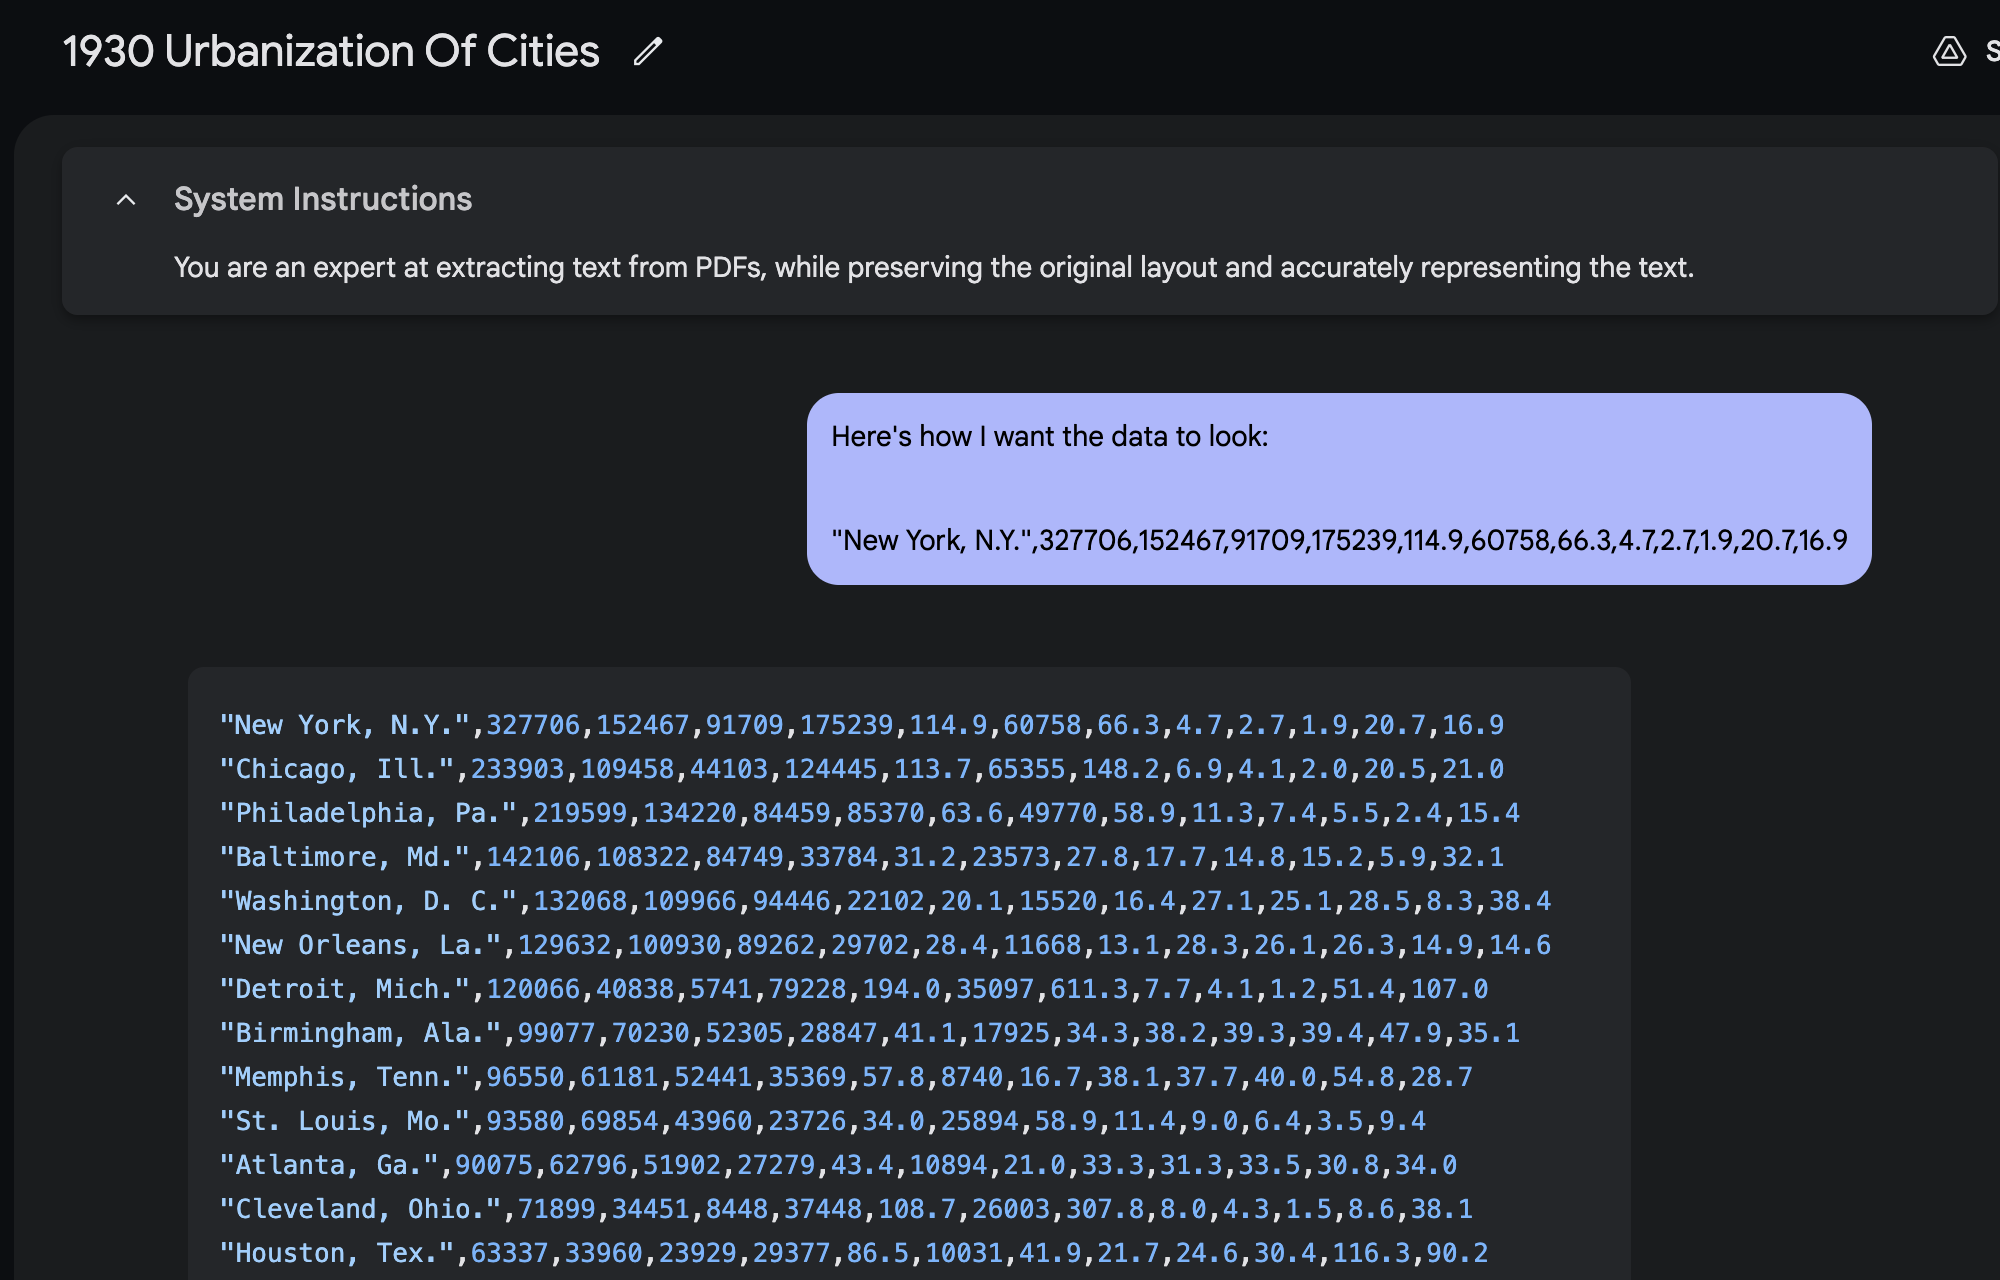 1930 Urbanization Of Cities
S
System Instructions
You are an expert at extracting text from PDFs, while preserving the original layout and accurately representing the text.
Here's how I want the data to look:
"New York, N.Y.",327706,152467,91709,175239,114.9,60758,66.3,4.7,2.7,1.9,20.7,16.9
"New York, N.Y.",327706,152467,91709,175239,114.9,60758,66.3,4.7,2.7,1.9,20.7,16.9
"Chicago, Ill.",233903,109458,44103,124445,113.7,65355,148.2,6.9,4.1,2.0,20.5,21.0
"Philadelphia, Pa.",219599,134220,84459,85370,63.6,49770,58.9,11.3,7.4,5.5,2.4,15.4
"Baltimore, Md.",142106,108322,84749,33784,31.2,23573,27.8,17.7,14.8,15.2,5.9,32.1
"Washington, D. C.",132068,109966,94446,22102,20.1,15520,16.4,27.1,25.1,28.5,8.3,38.4
"New Orleans, La.",129632,100930,89262,29702,28.4,11668,13.1,28.3,26.1,26.3,14.9,14.6
"Detroit, Mich.",120066,40838,5741,79228,194.0,35097,611.3,7.7,4.1,1.2,51.4,107.0
"Birmingham, Ala.",99077,70230,52305,28847,41.1,17925,34.3,38.2,39.3,39.4,47.9,35.1
"Memphis, Tenn.",96550,61181,52441,35369,57.8,8740,16.7,38.1,37.7,40.0,54.8,28.7
"St. Louis, Mo.",93580,69854,43960,23726,34.0,25894,58.9,11.4,9.0,6.4,3.5,9.4
"Atlanta, Ga.",90075,62796,51902,27279,43.4,10894,21.0,33.3,31.3,33.5,30.8,34.0
"Cleveland, Ohio.",71899,34451,8448,37448,108.7,26003,307.8,8.0,4.3,1.5,8.6,38.1
"Houston, Tex.",63337,33960,23929,29377,86.5,10031,41.9,21.7,24.6,30.4,116.3,90.2